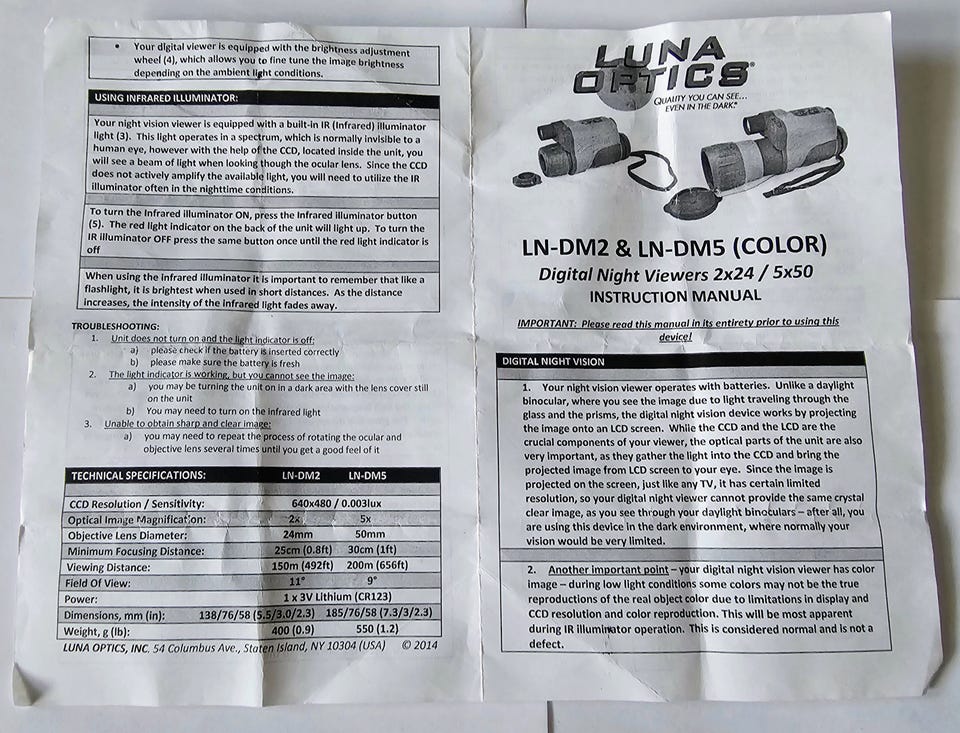 • Your digital viewer is equipped with the brightness adjustment
wheel (4), which allows you to fine tune the image brightness
depending on the ambient light conditions.
USING INFRARED ILLUMINATOR:
Your night vision viewer is equipped with a built-in IR (Infrared) illuminator
light (3). This light operates in a spectrum, which is normally invisible to a
human eye, however with the help of the CCD, located inside the unit, you
will see a beam of light when looking though the ocular lens. Since the CCD
does not actively amplify the available light, you will need to utilize the IR
illuminator often in the nighttime conditions.
To turn the Infrared illuminator ON, press the Infrared illuminator button
(5). The red light indicator on the back of the unit will light up. To turn the
IR illuminator OFF press the same button once until the red light indicator is
off
When using the infrared illuminator it is important to remember that like a
flashlight, it is brightest when used in short distances. As the distance
increases, the intensity of the infrared light fades away.
TROUBLESHOOTING:
1. Unit does not turn on and the light indicator is off:
a) please check if the battery is inserted correctly
b) please make sure the battery is fresh
2. The light indicator is working, but you cannot see the image:
a) you may be turning the unit on in a dark area with the lens cover still
on the unit
b) You may need to turn on the infrared light
3. Unable to obtain sharp and clear image:
a) you may need to repeat the process of rotating the ocular and
objective lens several times until you get a good feel of it
TECHNICAL SPECIFICATIONS: LN-DM2 LN-DM5
CCD Resolution / Sensitivity: 640x480 / 0.003lux
Optical Image Magnification: 2x 5x
Objective Lens Diameter: 24mm 50mm
Minimum Focusing Distance: 25cm (0.8ft) 30cm (1ft)
Viewing Distance: 150m (492ft) 200m (656ft)
Field Of View: 11° 9°
Power: 1 x 3V Lithium (CR123)
Dimensions, mm (in): 138/76/58 (5.5/3.0/2.3) 185/76/58 (7.3/3/2.3)
Weight, g (lb): 400 (0.9) 550 (1.2)
LUNA OPTICS, INC. 54 Columbus Ave., Staten Island, NY 10304 (USA) © 2014
LUNA
OPTICS®
QUALITY YOU CAN SEE...
EVEN IN THE DARK.®
LN-DM2 & LN-DM5 (COLOR)
Digital Night Viewers 2x24 / 5x50
INSTRUCTION MANUAL
IMPORTANT: Please read this manual in its entirety prior to using this
device!
DIGITAL NIGHT VISION
1. Your night vision viewer operates with batteries. Unlike a daylight
binocular, where you see the image due to light traveling through the
glass and the prisms, the digital night vision device works by projecting
the image onto an LCD screen. While the CCD and the LCD are the
crucial components of your viewer, the optical parts of the unit are also
very important, as they gather the light into the CCD and bring the
projected image from LCD screen to your eye. Since the image is
projected on the screen, just like any TV, it has certain limited
resolution, so your digital night viewer cannot provide the same crystal
clear image, as you see through your daylight binoculars – after all, you
are using this device in the dark environment, where normally your
vision would be very limited.
2. Another important point – your digital night vision viewer has color
image – during low light conditions some colors may not be the true
reproductions of the real object color due to limitations in display and
CCD resolution and color reproduction. This will be most apparent
during IR illuminator operation. This is considered normal and is not a
defect.